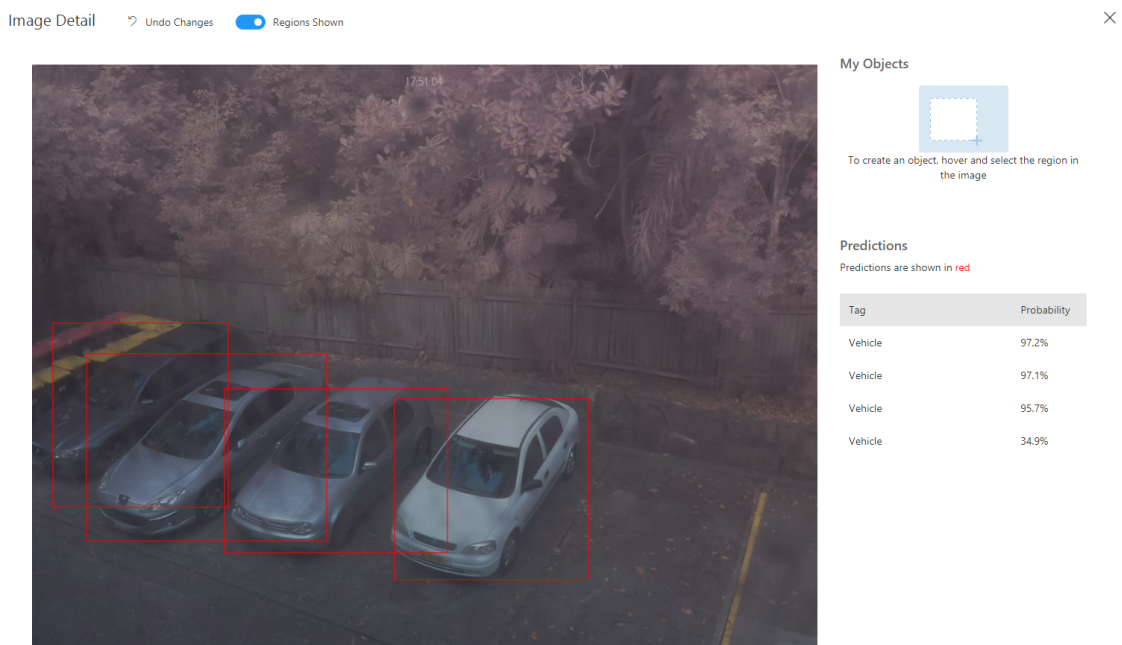 Image Detail
Undo Changes
Regions Shown
17:51:04
My Objects
To create an object, hover and select the region in
the image
Predictions
Predictions are shown in red
Tag Probability
Vehicle 97.2%
Vehicle 97.1%
Vehicle 95.7%
Vehicle 34.9%